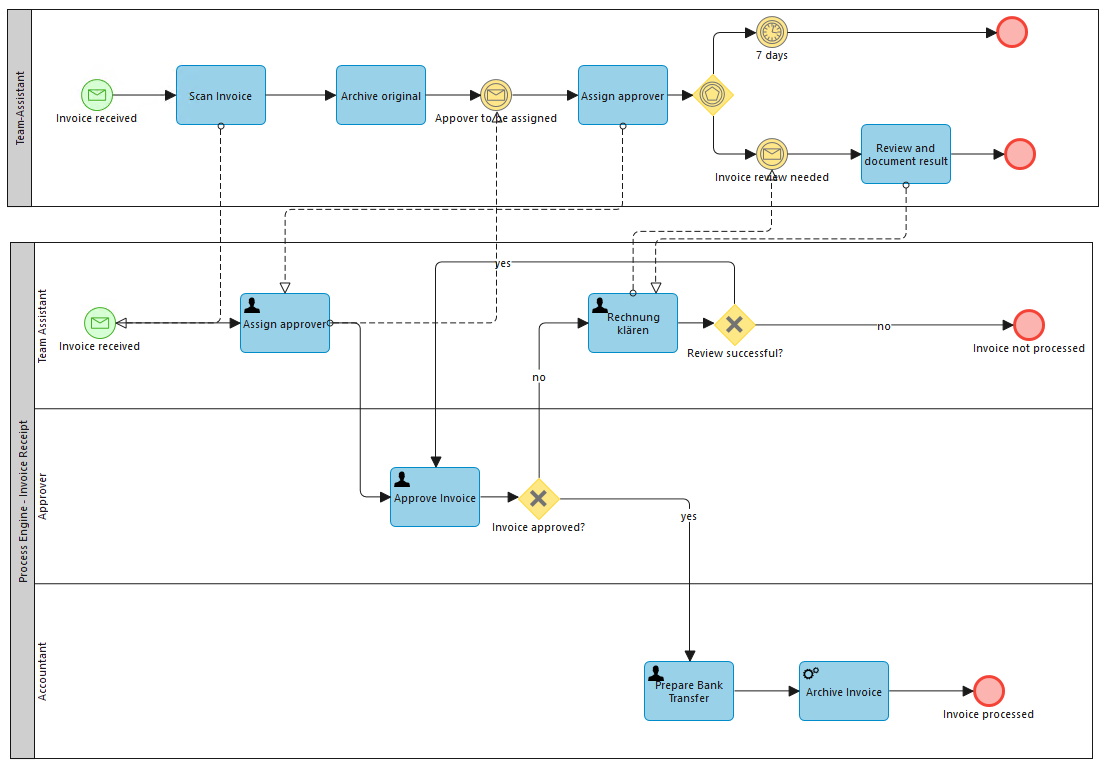 Team-Assistant
Invoice received
Scan Invoice
Archive original
Appover to be assigned
Assign approver
7 days
Invoice review needed
Review and
document result
Process Engine - Invoice Receipt
Team Assistant
Invoice received
Assign approver
yes
Rechnung
klären
Review successful?
no
Invoice not processed
no
Approver
Approve Invoice
Invoice approved?
yes
Accountant
Prepare Bank
Transfer
Archive Invoice
Invoice processed